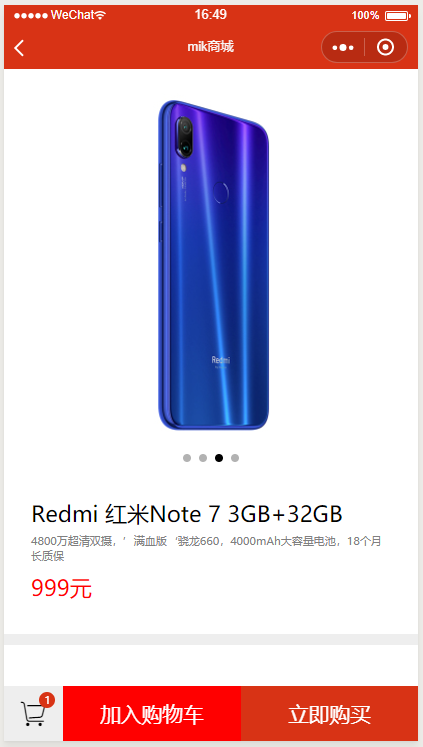 WeChat 16:49 100%
mik商城
Redmi
Redmi 红米Note 7 3GB+32GB
4800万超清双摄，’满血版 ‘骁龙660，4000mAh大容量电池，18个月
长质保
999元
1
加入购物车 立即购买